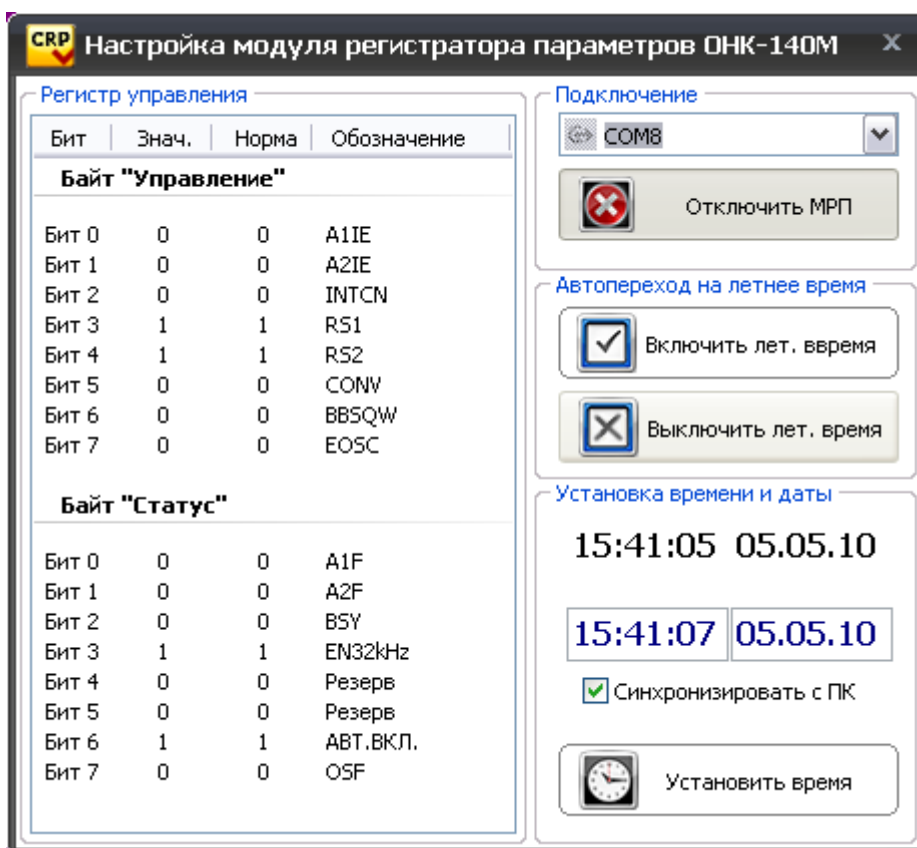 CRP Настройка модуля регистратора параметров ОНК-140М x
Регистр управления
Бит Знач. Норма Обозначение
Байт "Управление"
Бит 0 0 0 A1IE
Бит 1 0 0 A2IE
Бит 2 0 0 INTCN
Бит 3 1 1 RS1
Бит 4 1 1 RS2
Бит 5 0 0 CONV
Бит 6 0 0 BBSQW
Бит 7 0 0 EOSC
Байт "Статус"
Бит 0 0 0 A1F
Бит 1 0 0 A2F
Бит 2 0 0 BSY
Бит 3 1 1 EN32kHz
Бит 4 0 0 Резерв
Бит 5 0 0 Резерв
Бит 6 1 1 АВТ.ВКЛ.
Бит 7 0 0 OSF
Подключение
COM8
Отключить МРП
Автопереход на летнее время
Включить лет. ввремя
Выключить лет. время
Установка времени и даты
15:41:05 05.05.10
15:41:07 05.05.10
Синхронизировать с ПК
Установить время